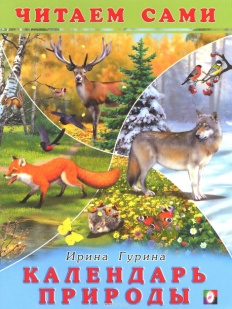 ЧИТАЕМ САМИ
Ирина Гурина
КАЛЕНДАРЬ
ПРИРОДЫ